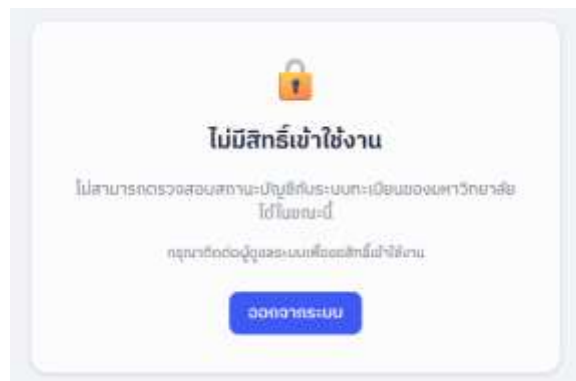 ไม่มีสิทธิ์เข้าใช้งาน
ไม่สามารถตรวจสอบสถานะบัญชีกับระบบทะเบียนของมหาวิทยาลัย
ได้ในขณะนี้
กรุณาติดต่อผู้ดูแลระบบเพื่อขอสิทธิ์เข้าใช้งาน
ออกจากระบบ